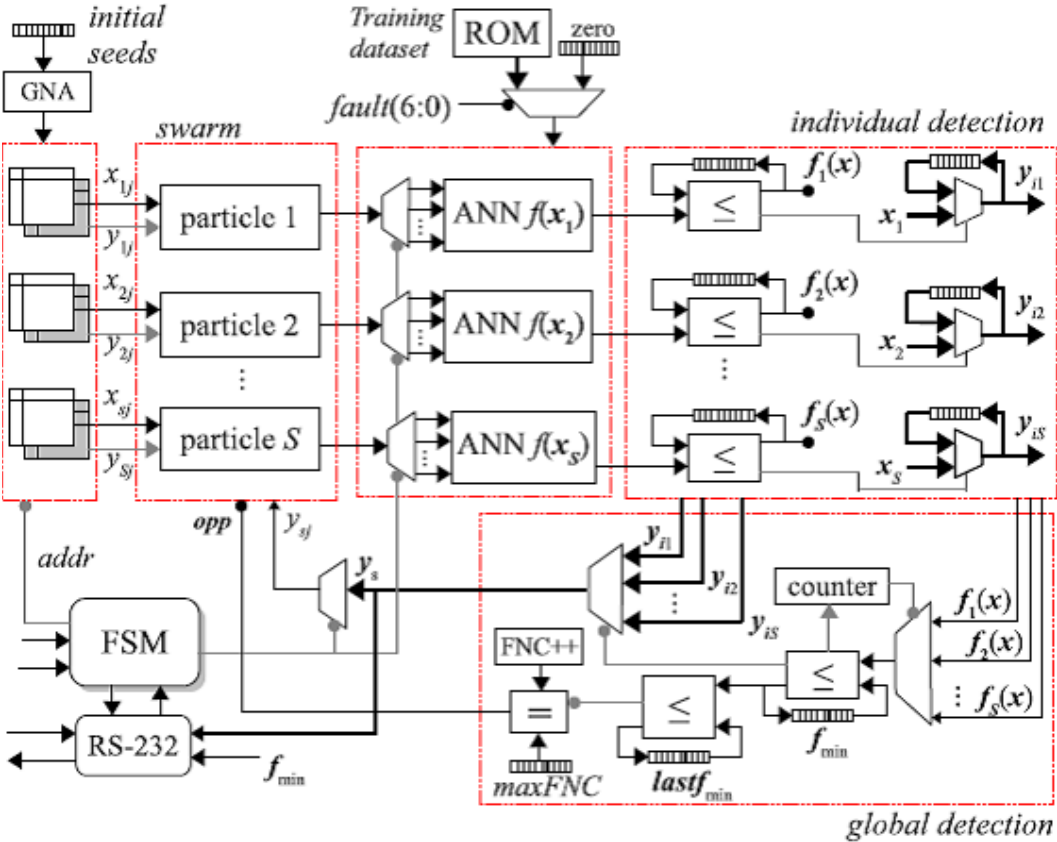 initial
seeds
GNA
Training
dataset
ROM
zero
fault(6:0)
swarm
individual detection
x1j
y1j
particle 1
ANN f(x1)
≤
f1(x)
x1
yi1
x2j
y2j
particle 2
ANN f(x2)
≤
f2(x)
x2
yi2
⋮
⋮
xsj
ySj
particle S
ANN f(xS)
≤
fS(x)
xS
yiS
addr
opp
ysj
ys
yi1
yi2
⋮
yiS
counter
f1(x)
f2(x)
⋮ fS(x)
FSM
FNC++
=
≤
≤
RS-232
fmin
maxFNC
lastfmin
fmin
global detection